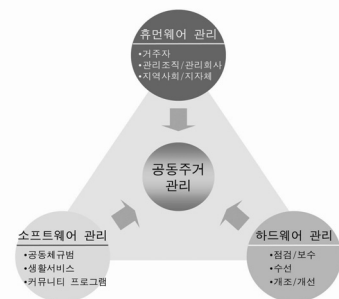 휴먼웨어 관리
•거주자
•관리조직/관리회사
•지역사회/지자체
공동주거
관리
소프트웨어 관리
•공동체규범
•생활서비스
•커뮤니티 프로그램
하드웨어 관리
•점검/보수
•수선
•개조/개선